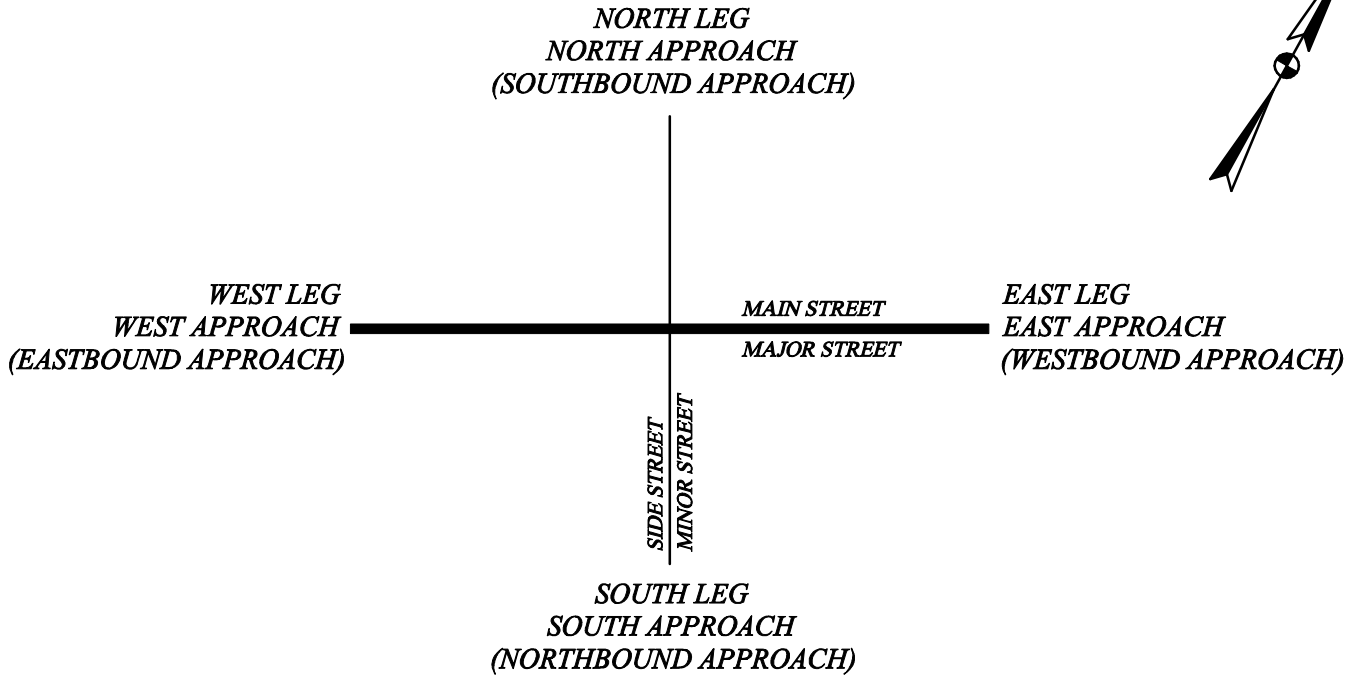 NORTH LEG
NORTH APPROACH
(SOUTHBOUND APPROACH)
WEST LEG
WEST APPROACH
(EASTBOUND APPROACH)
MAIN STREET
MAJOR STREET
EAST LEG
EAST APPROACH
(WESTBOUND APPROACH)
SIDE STREET
MINOR STREET
SOUTH LEG
SOUTH APPROACH
(NORTHBOUND APPROACH)